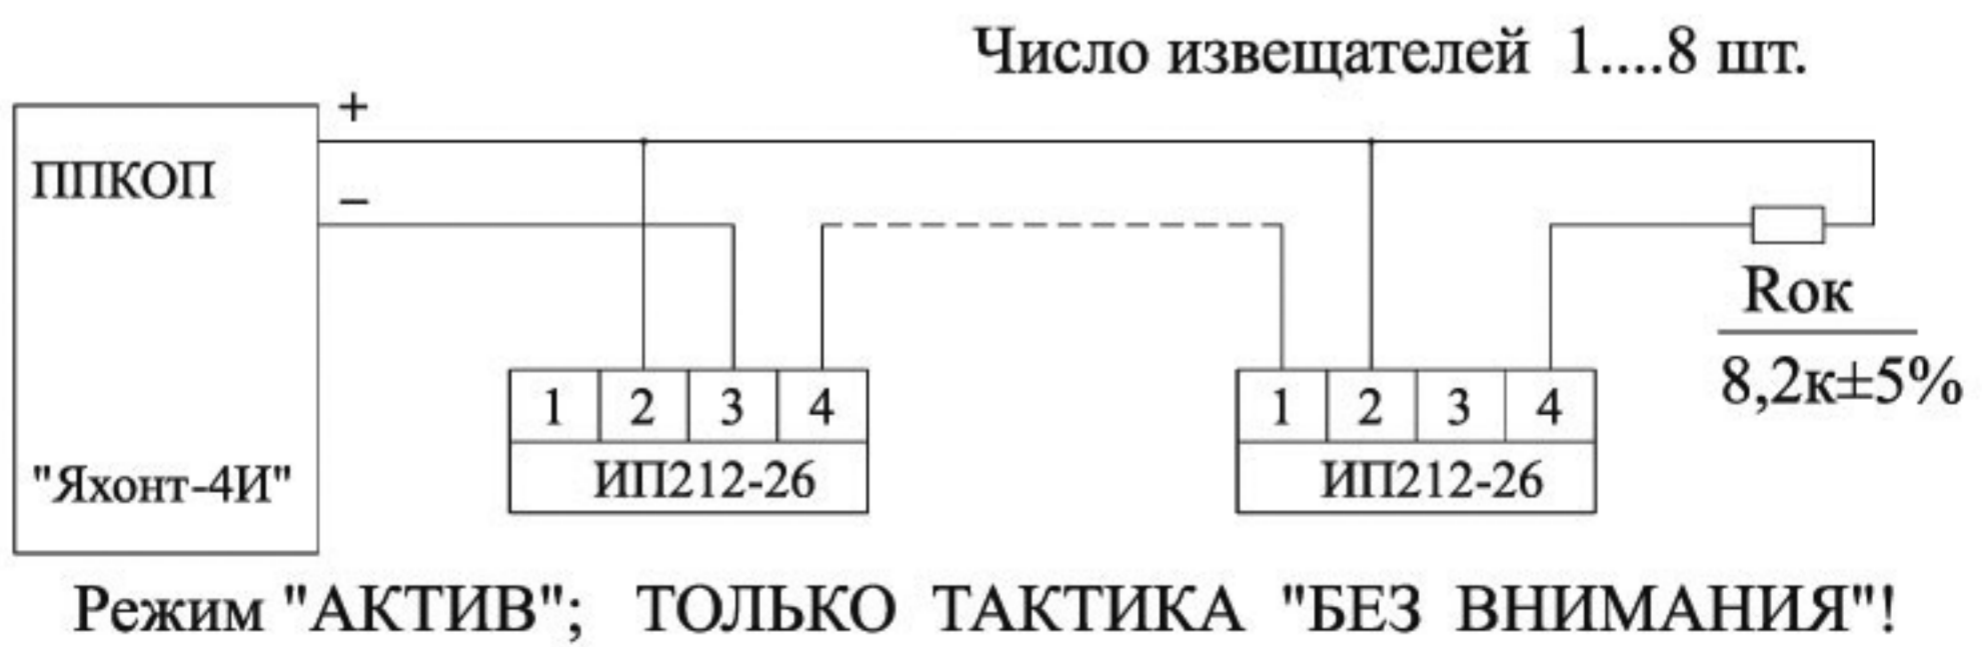 Число извещателей 1....8 шт.
+
ППКОП
–
Rок
8,2к±5%
1 2 3 4
1 2 3 4
"Яхонт-4И"
ИП212-26
ИП212-26
Режим "АКТИВ"; ТОЛЬКО ТАКТИКА "БЕЗ ВНИМАНИЯ"!